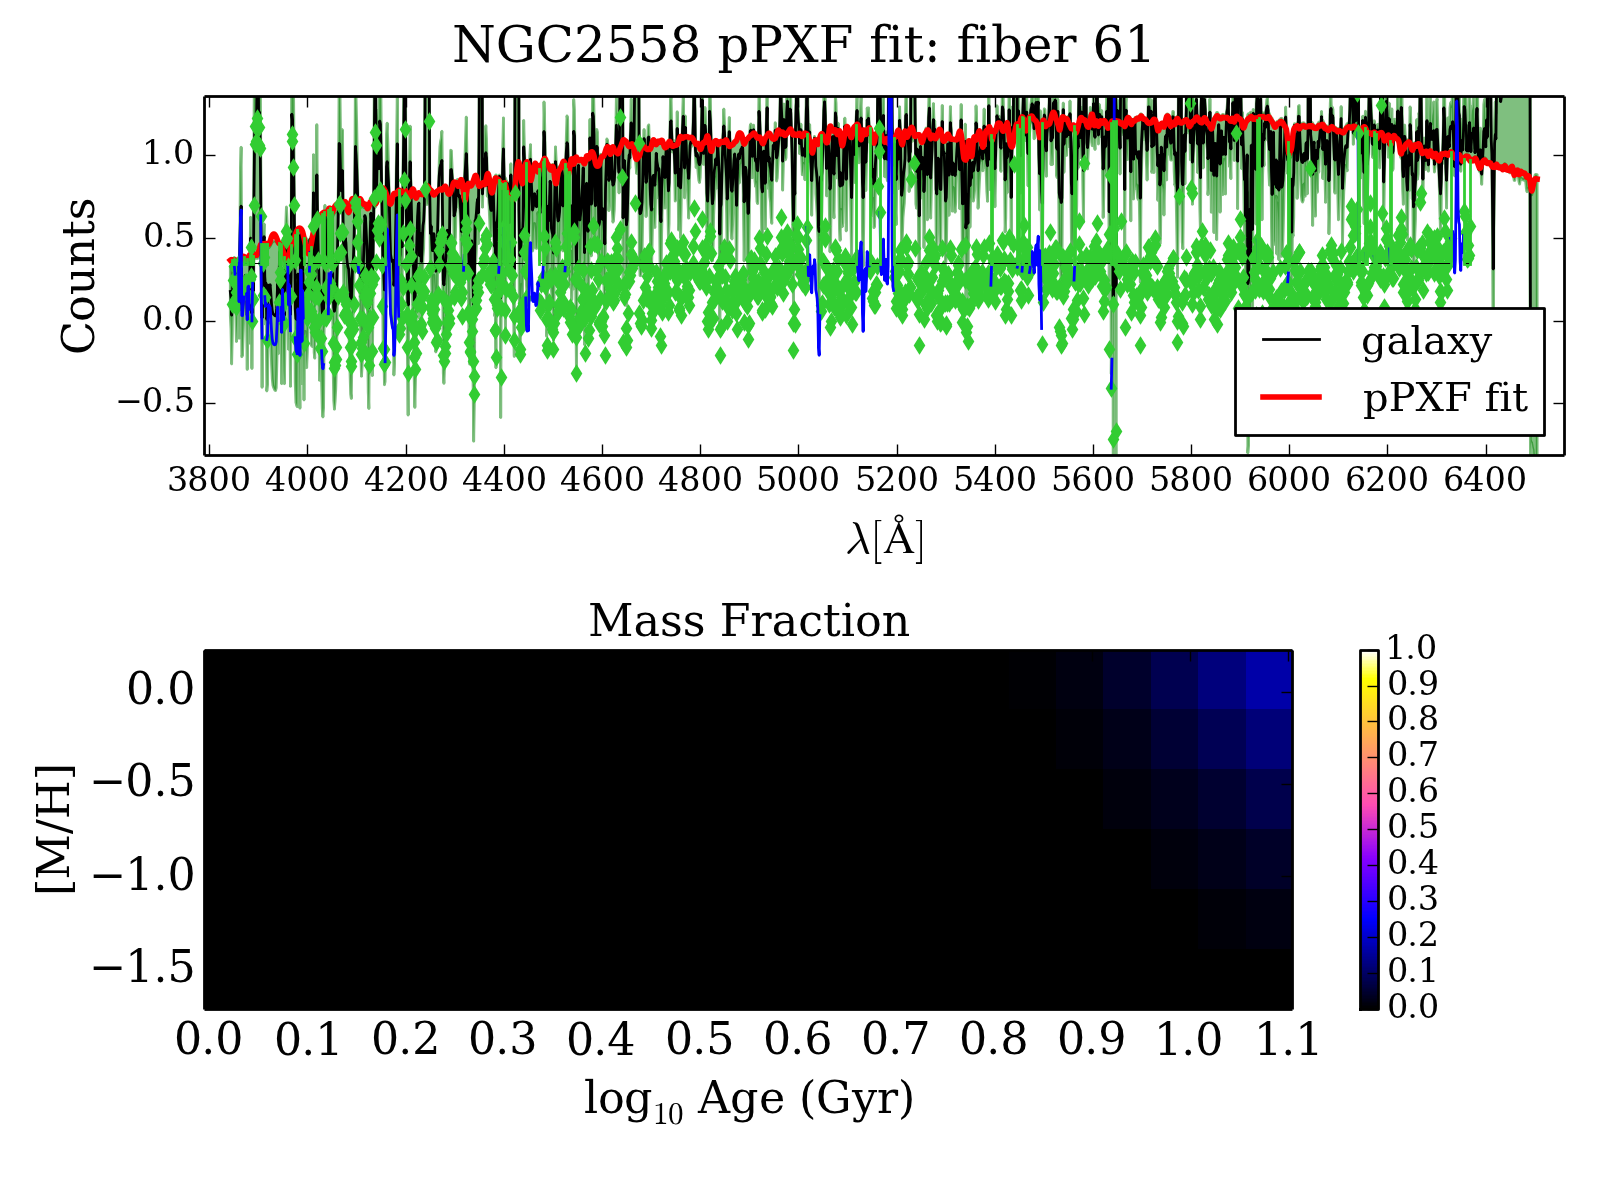 NGC2558 pPXF fit: fiber 61
Counts
1.0
0.5
0.0
−0.5
galaxy
pPXF fit
3800 4000 4200 4400 4600 4800 5000 5200 5400 5600 5800 6000 6200 6400
λ[Å]
Mass Fraction
[M/H]
0.0
−0.5
−1.0
−1.5
0.0 0.1 0.2 0.3 0.4 0.5 0.6 0.7 0.8 0.9 1.0 1.1
log₁₀ Age (Gyr)
1.0
0.9
0.8
0.7
0.6
0.5
0.4
0.3
0.2
0.1
0.0